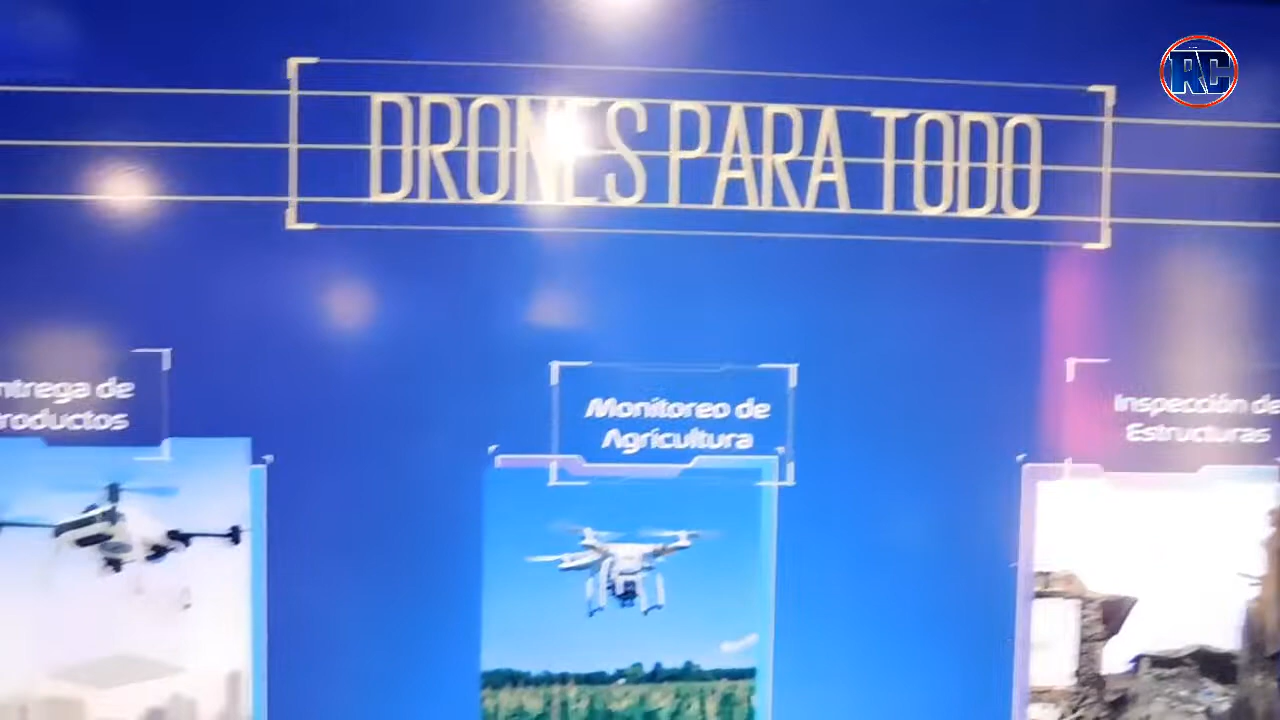 RC
DRONES PARA TODO
ntrega de
roductos
Monitoreo de
Agricultura
Inspección de
Estructuras